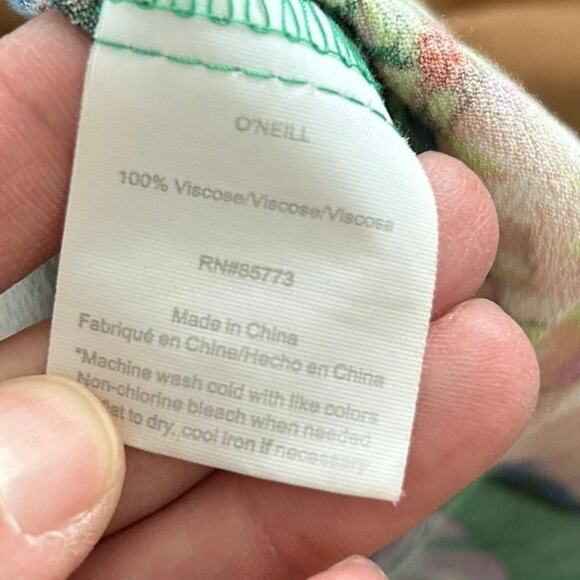 O'NEILL
100% Viscose/Viscose/Viscosa
RN#85773
Made in China
Fabriqué en Chine/Hecho en China
"Machine wash cold with like colors
Non-chlorine bleach when needed
to dry, cool iron if necessary